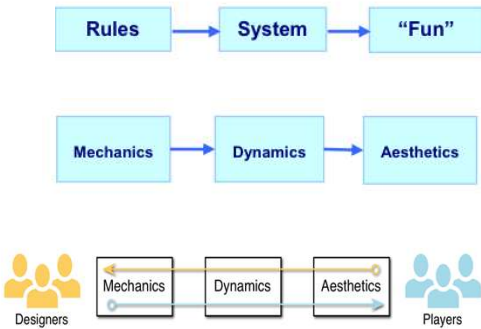 Rules System “Fun”
Mechanics Dynamics Aesthetics
Mechanics Dynamics Aesthetics
Designers Players